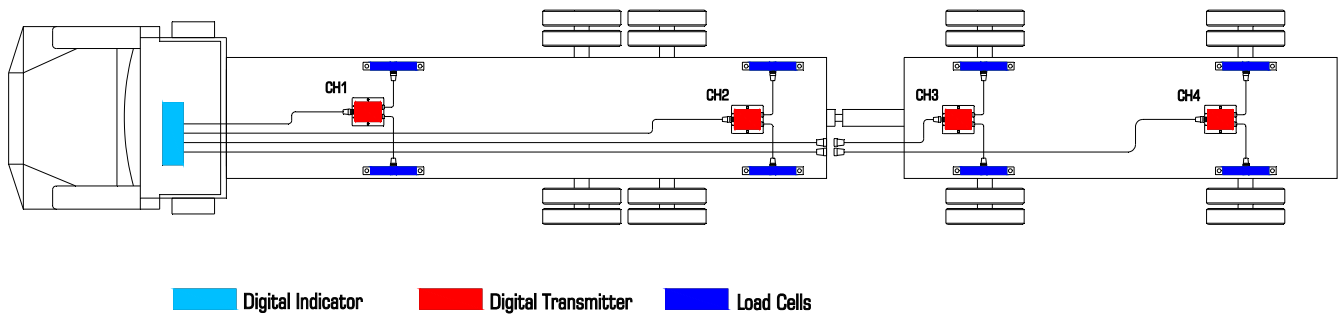 CH1
CH2
CH3
CH4
Digital Indicator
Digital Transmitter
Load Cells